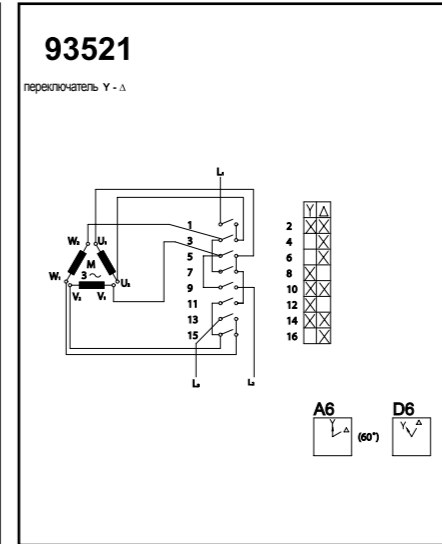 93521
переключатель Y - Δ
L₁
Y Δ
1 2
W₂ U₁ 3 4
M 5 6
3 ~ 7 8
W₁ U₂ 9 10
V₂ V₁ 11 12
13 14
15 16
L₃ L₂
A6 D6
Y Δ (60°) Y Δ